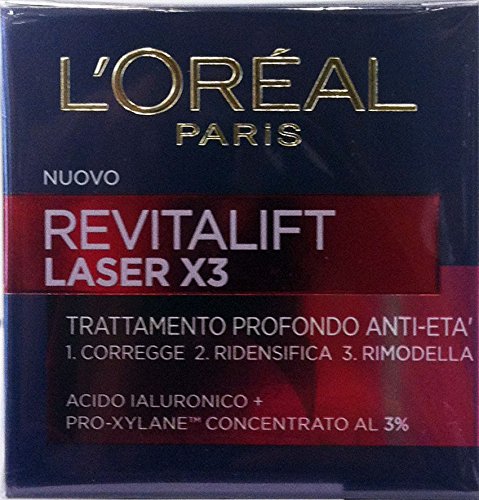 L'ORÉAL
PARIS
NUOVO
REVITALIFT
LASER X3
TRATTAMENTO PROFONDO ANTI-ETA'
1. CORREGGE 2. RIDENSIFICA 3. RIMODELLA
ACIDO IALURONICO +
PRO-XYLANE™ CONCENTRATO AL 3%